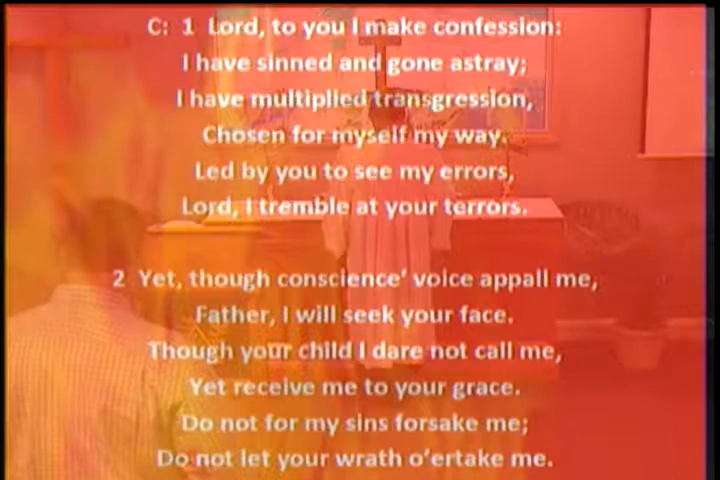 C: 1 Lord, to you I make confession:
I have sinned and gone astray;
I have multiplied transgression,
Chosen for myself my way.
Led by you to see my errors,
Lord, I tremble at your terrors.
2 Yet, though conscience' voice appall me,
Father, I will seek your face.
Though your child I dare not call me,
Yet receive me to your grace.
Do not for my sins forsake me;
Do not let your wrath o'ertake me.